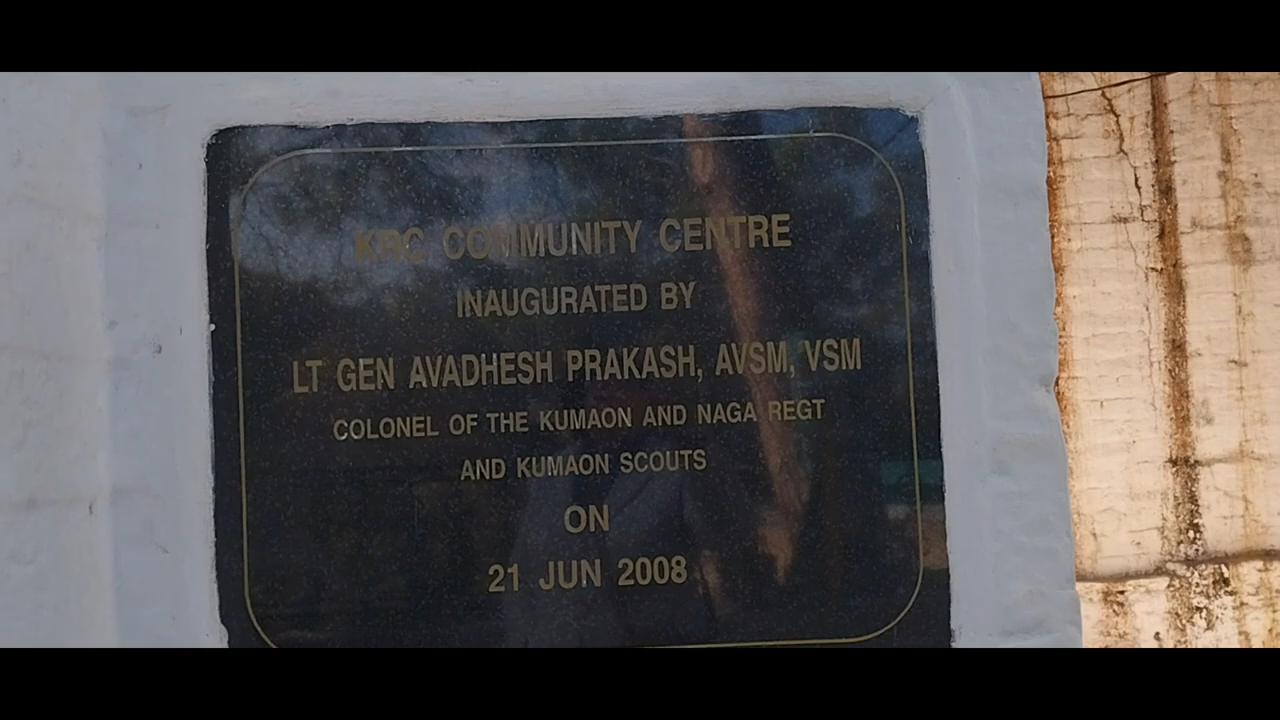 KRC COMMUNITY CENTRE
INAUGURATED BY
LT GEN AVADHESH PRAKASH, AVSM, VSM
COLONEL OF THE KUMAON AND NAGA REGT
AND KUMAON SCOUTS
ON
21 JUN 2008